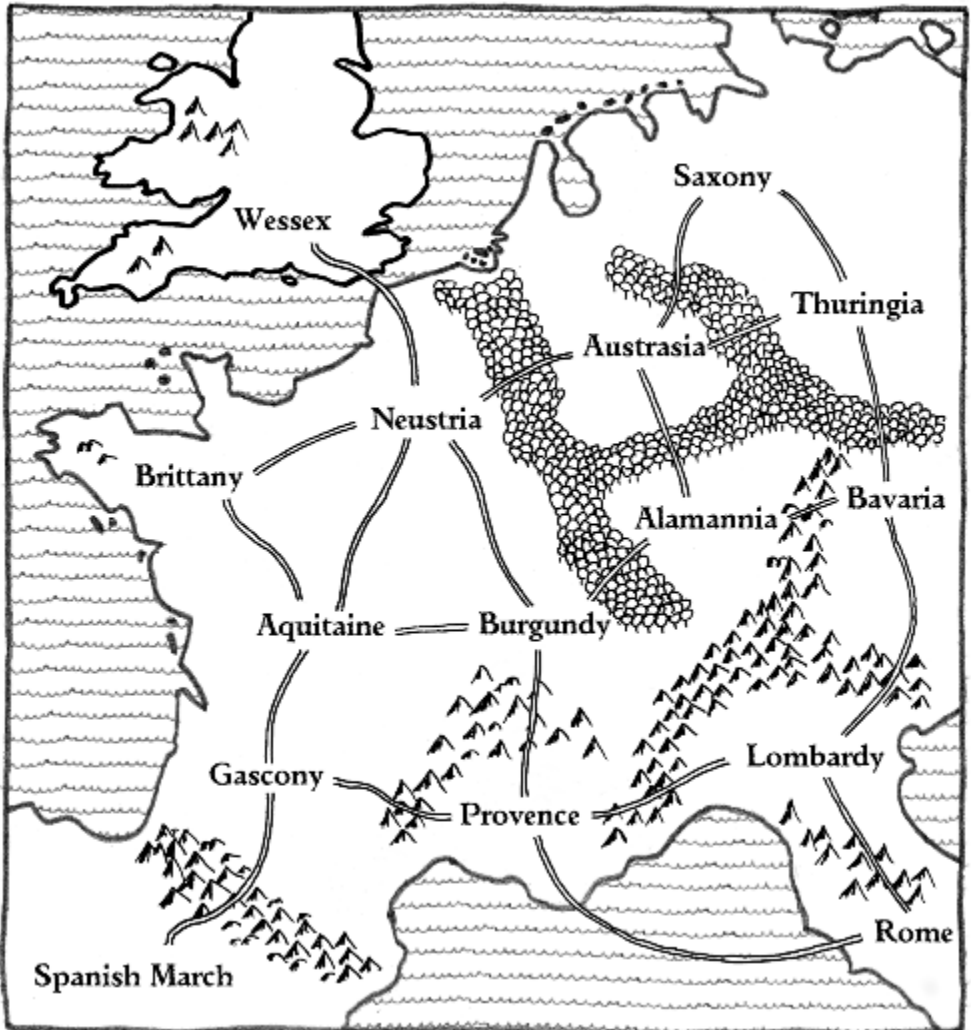 Saxony
Wessex
Thuringia
Austrasia
Neustria
Brittany
Bavaria
Alamannia
Aquitaine
Burgundy
Lombardy
Gascony
Provence
Rome
Spanish March